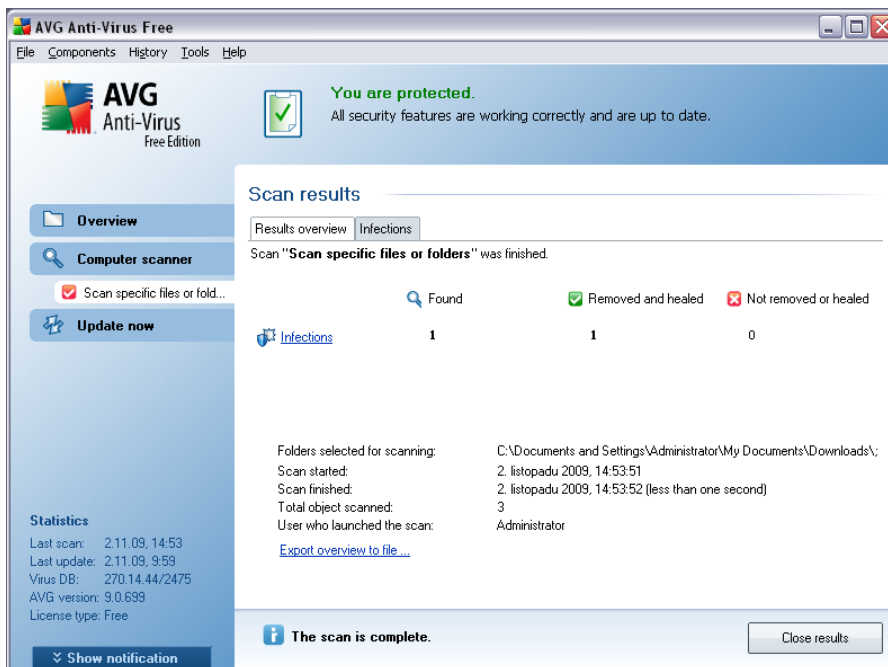 AVG Anti-Virus Free
File Components History Tools Help
AVG
Anti-Virus
Free Edition
You are protected.
All security features are working correctly and are up to date.
Overview
Computer scanner
Scan specific files or fold...
Update now
Scan results
Results overview Infections
Scan "Scan specific files or folders" was finished.
Found Removed and healed Not removed or healed
Infections 1 1 0
Folders selected for scanning: C:\Documents and Settings\Administrator\My Documents\Downloads\;
Scan started: 2. listopadu 2009, 14:53:51
Scan finished: 2. listopadu 2009, 14:53:52 (less than one second)
Total object scanned: 3
User who launched the scan: Administrator
Export overview to file ...
Statistics
Last scan: 2.11.09, 14:53
Last update: 2.11.09, 9:59
Virus DB: 270.14.44/2475
AVG version: 9.0.699
License type: Free
Show notification
The scan is complete.
Close results